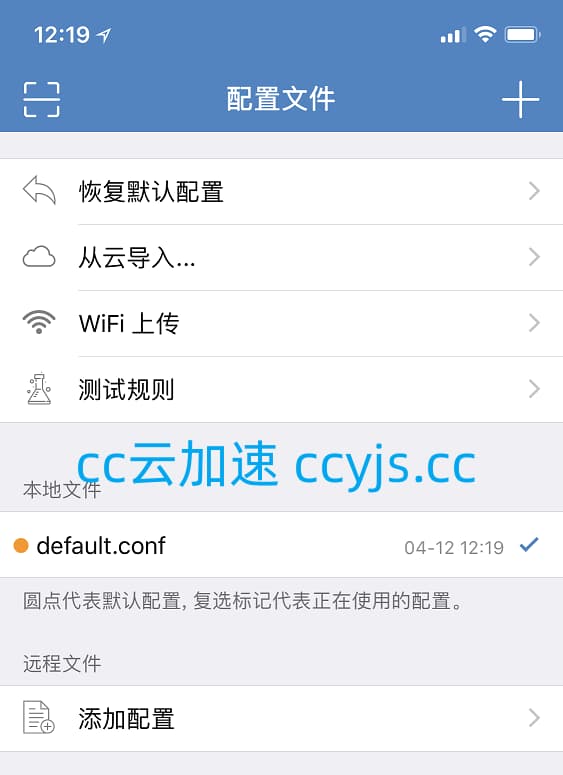 12:19
配置文件
恢复默认配置
从云导入...
WiFi 上传
测试规则
cc云加速 ccyjs.cc
本地文件
default.conf 04-12 12:19
圆点代表默认配置, 复选标记代表正在使用的配置。
远程文件
添加配置